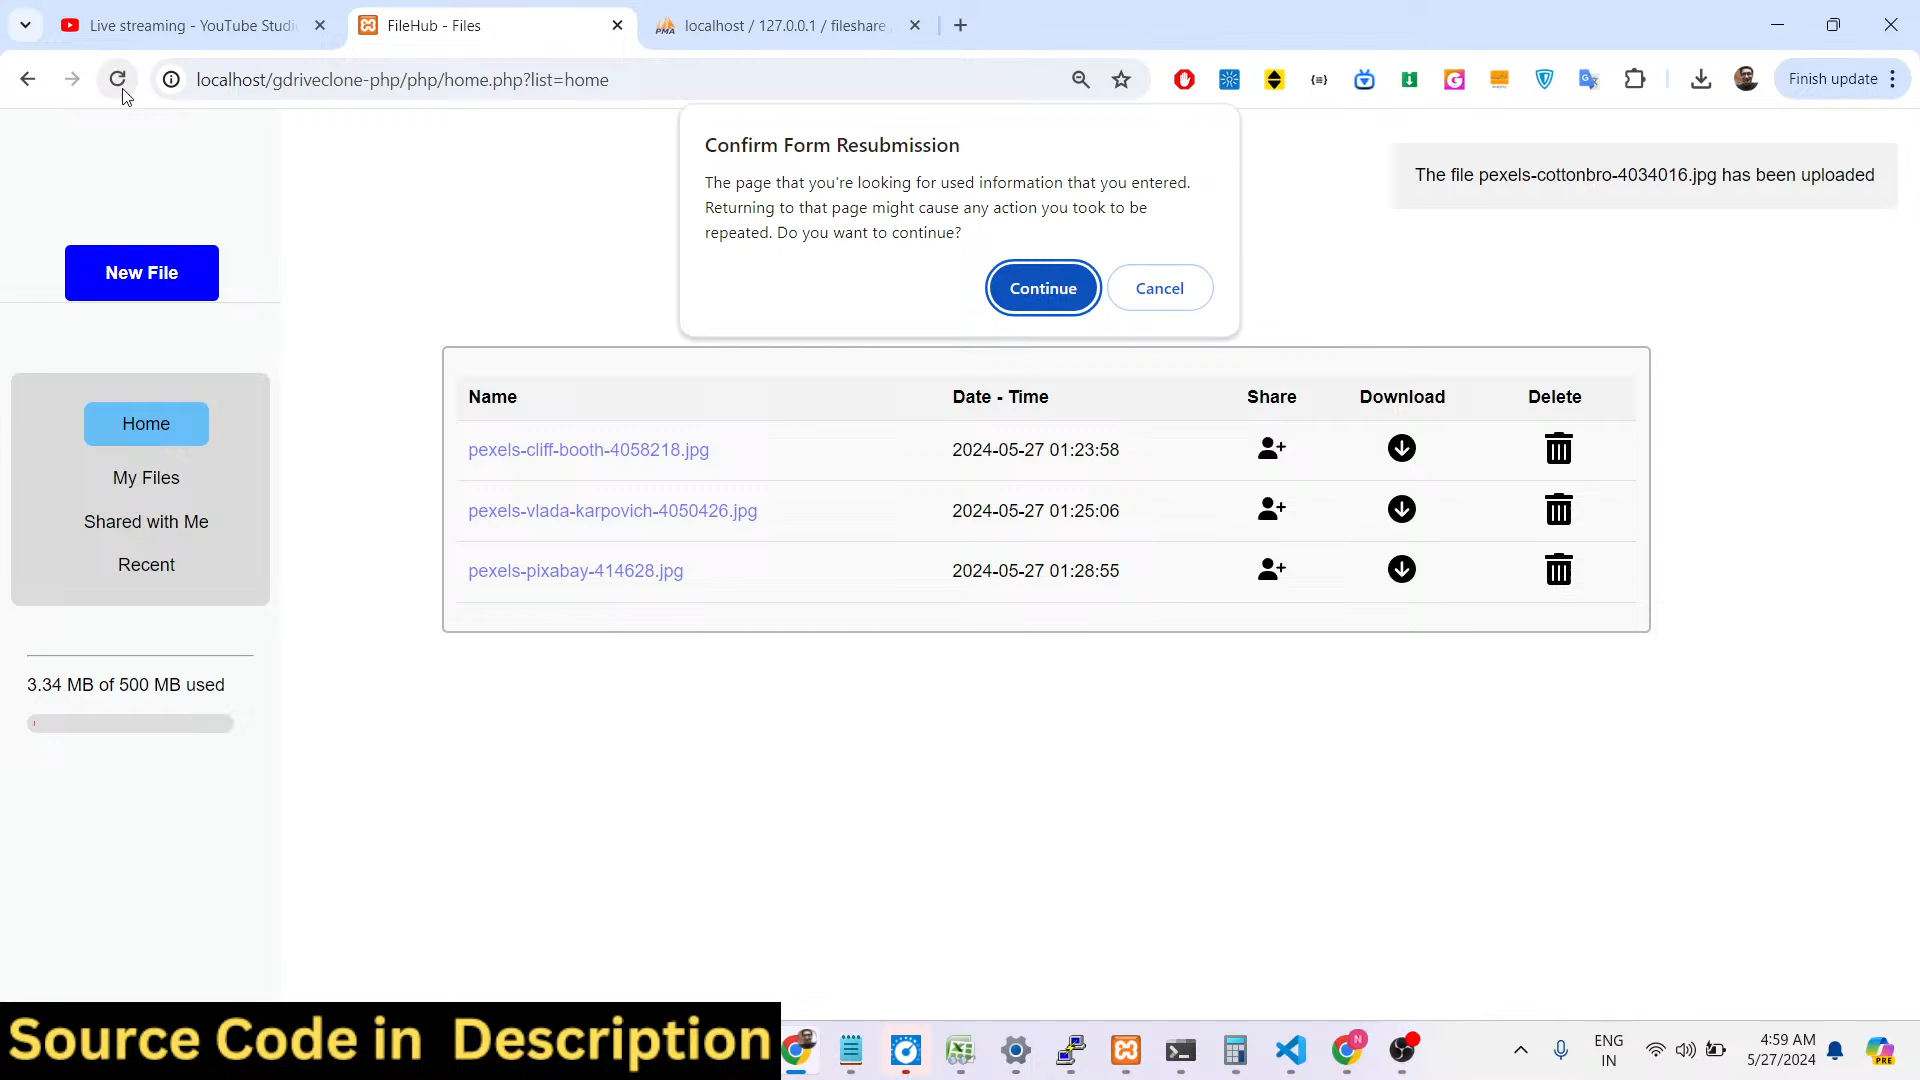 Live streaming - YouTube Studi
FileHub - Files
PMA
localhost / 127.0.0.1 / fileshare
localhost/gdriveclone-php/php/home.php?list=home
Finish update
Confirm Form Resubmission
The page that you're looking for used information that you entered.
Returning to that page might cause any action you took to be
repeated. Do you want to continue?
Continue
Cancel
The file pexels-cottonbro-4034016.jpg has been uploaded
New File
Home
My Files
Shared with Me
Recent
3.34 MB of 500 MB used
Name Date - Time Share Download Delete
pexels-cliff-booth-4058218.jpg 2024-05-27 01:23:58
pexels-vlada-karpovich-4050426.jpg 2024-05-27 01:25:06
pexels-pixabay-414628.jpg 2024-05-27 01:28:55
Source Code in Description
N
ENG
IN
4:59 AM
5/27/2024
PRE